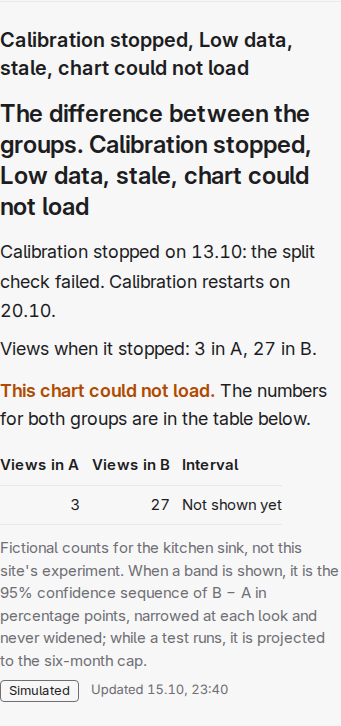 Calibration stopped, Low data,
stale, chart could not load
The difference between the
groups. Calibration stopped,
Low data, stale, chart could
not load
Calibration stopped on 13.10: the split
check failed. Calibration restarts on
20.10.
Views when it stopped: 3 in A, 27 in B.
This chart could not load. The numbers
for both groups are in the table below.
Views in A Views in B Interval
3 27 Not shown yet
Fictional counts for the kitchen sink, not this
site's experiment. When a band is shown, it is the
95% confidence sequence of B − A in
percentage points, narrowed at each look and
never widened; while a test runs, it is projected
to the six-month cap.
Simulated Updated 15.10, 23:40